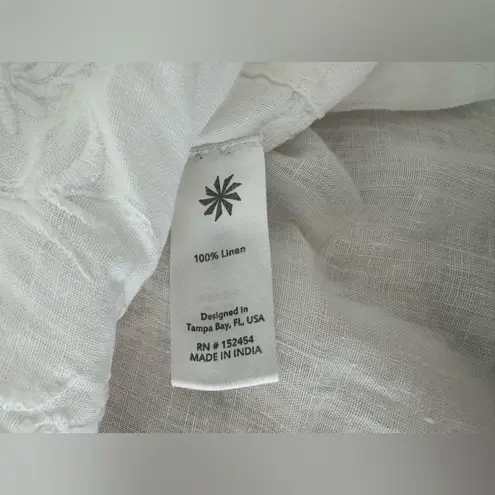 100% Linen
Designed in
Tampa Bay, FL, USA
RN # 152454
MADE IN INDIA